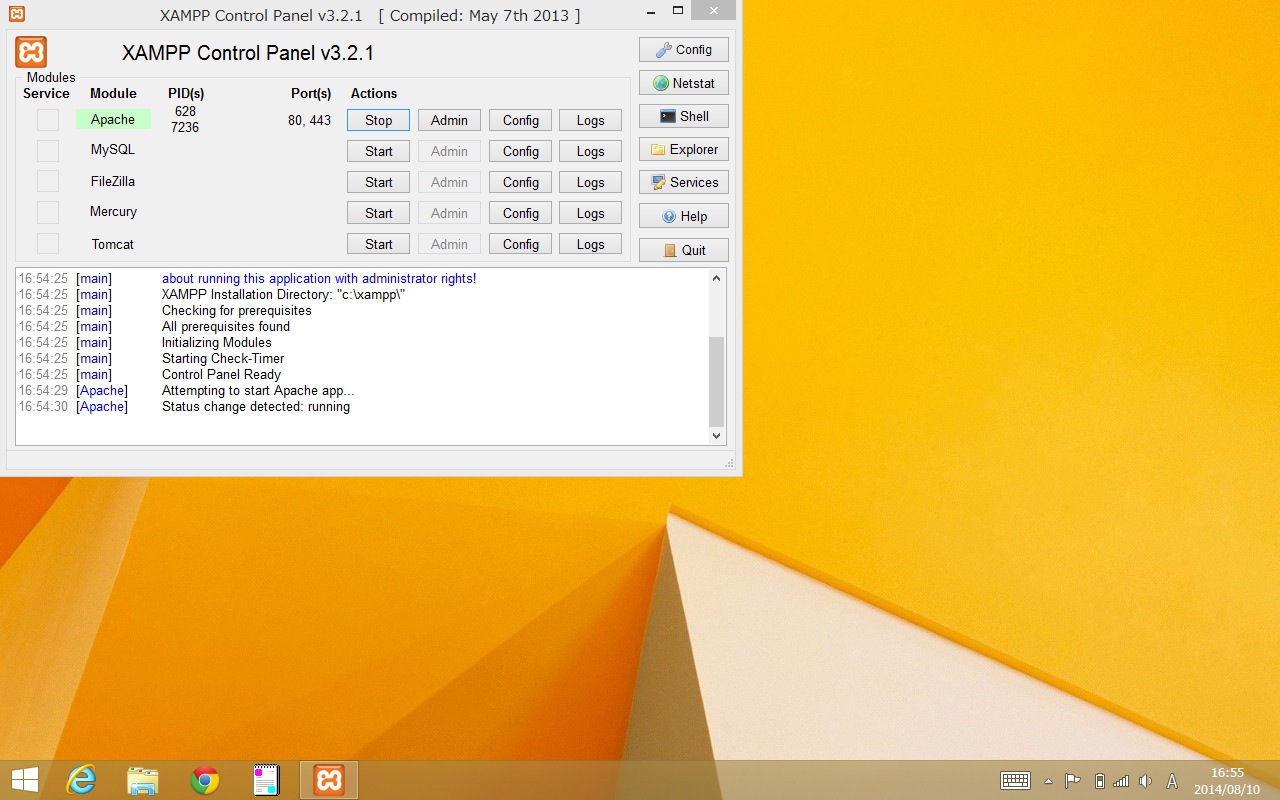 XAMPP Control Panel v3.2.1 [ Compiled: May 7th 2013 ]
XAMPP Control Panel v3.2.1
Config
Modules
Service Module PID(s) Port(s) Actions
Netstat
Apache 628 7236 80, 443 Stop Admin Config Logs
Shell
MySQL Start Admin Config Logs
Explorer
FileZilla Start Admin Config Logs
Services
Mercury Start Admin Config Logs
Help
Tomcat Start Admin Config Logs
Quit
16:54:25 [main] about running this application with administrator rights!
16:54:25 [main] XAMPP Installation Directory: "c:\xampp\"
16:54:25 [main] Checking for prerequisites
16:54:25 [main] All prerequisites found
16:54:25 [main] Initializing Modules
16:54:25 [main] Starting Check-Timer
16:54:25 [main] Control Panel Ready
16:54:29 [Apache] Attempting to start Apache app...
16:54:30 [Apache] Status change detected: running
A
16:55
2014/08/10